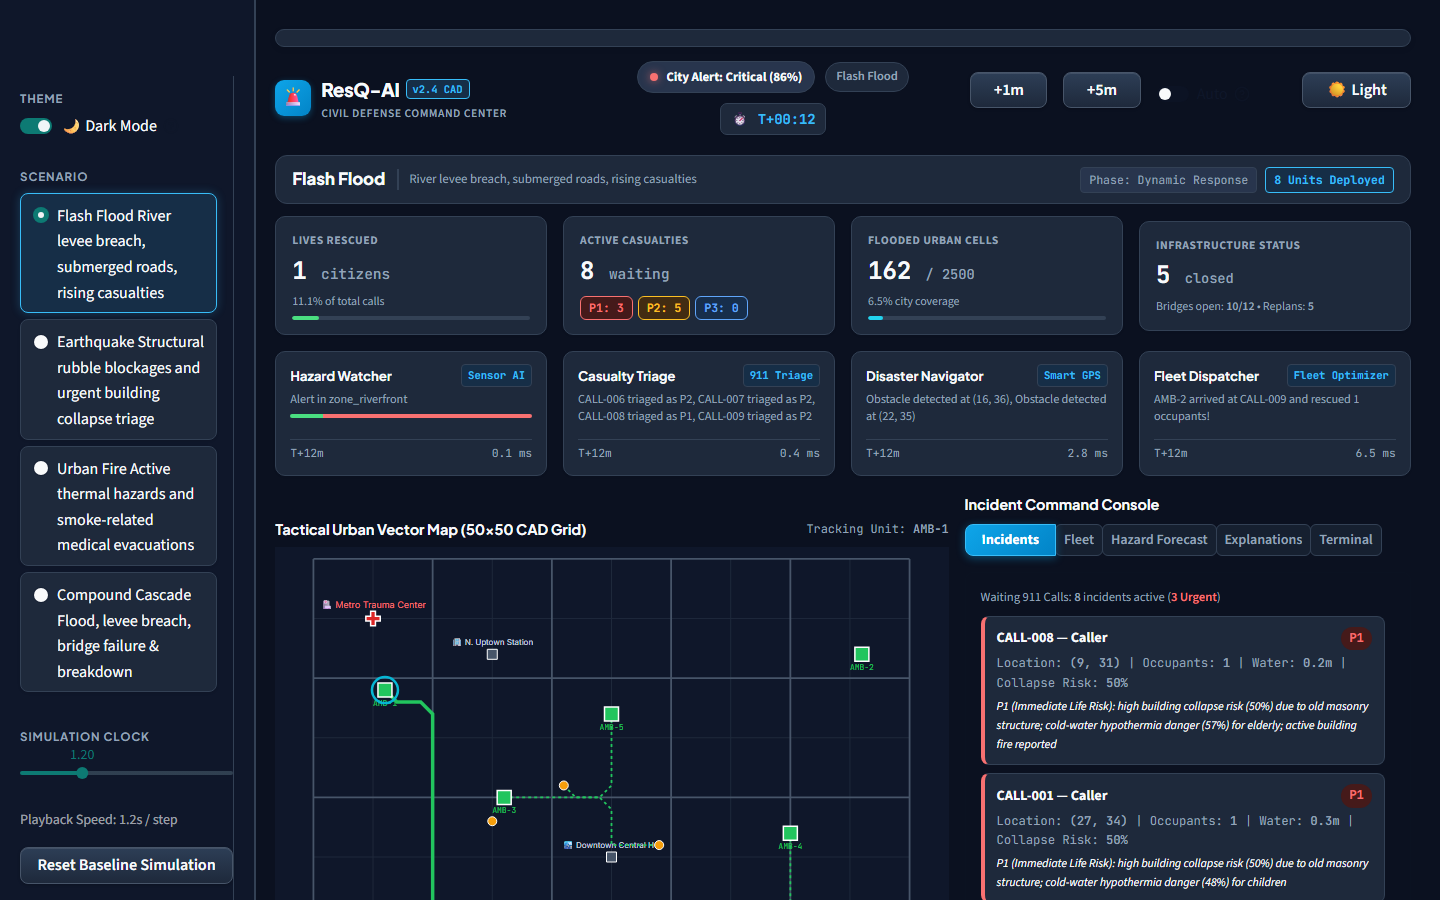 THEME
Dark Mode
SCENARIO
Flash Flood River
levee breach,
submerged roads,
rising casualties
Earthquake Structural
rubble blockages and
urgent building
collapse triage
Urban Fire Active
thermal hazards and
smoke-related
medical evacuations
Compound Cascade
Flood, levee breach,
bridge failure &
breakdown
SIMULATION CLOCK
1.20
Playback Speed: 1.2s / step
Reset Baseline Simulation
ResQ-AI v2.4 CAD
CIVIL DEFENSE COMMAND CENTER
City Alert: Critical (86%)
Flash Flood
T+00:12
+1m
+5m
Light
Flash Flood
River levee breach, submerged roads, rising casualties
Phase: Dynamic Response
8 Units Deployed
LIVES RESCUED
1 citizens
11.1% of total calls
ACTIVE CASUALTIES
8 waiting
P1: 3 P2: 5 P3: 0
FLOODED URBAN CELLS
162 / 2500
6.5% city coverage
INFRASTRUCTURE STATUS
5 closed
Bridges open: 10/12 • Replans: 5
Hazard Watcher
Sensor AI
Alert in zone_riverfront
T+12m 0.1 ms
Casualty Triage
911 Triage
CALL-006 triaged as P2, CALL-007 triaged as P2,
CALL-008 triaged as P1, CALL-009 triaged as P2
T+12m 0.4 ms
Disaster Navigator
Smart GPS
Obstacle detected at (16, 36), Obstacle detected
at (22, 35)
T+12m 2.8 ms
Fleet Dispatcher
Fleet Optimizer
AMB-2 arrived at CALL-009 and rescued 1
occupants!
T+12m 6.5 ms
Tactical Urban Vector Map (50×50 CAD Grid)
Tracking Unit: AMB-1
Metro Trauma Center
N. Uptown Station
AMB-2
AMB-1
AMB-5
AMB-3
Downtown Central
AMB-4
Incident Command Console
Incidents Fleet Hazard Forecast Explanations Terminal
Waiting 911 Calls: 8 incidents active (3 Urgent)
CALL-008 — Caller
P1
Location: (9, 31) | Occupants: 1 | Water: 0.2m |
Collapse Risk: 50%
P1 (Immediate Life Risk): high building collapse risk (50%) due to old masonry
structure; cold-water hypothermia danger (57%) for elderly; active building
fire reported
CALL-001 — Caller
P1
Location: (27, 34) | Occupants: 1 | Water: 0.3m |
Collapse Risk: 50%
P1 (Immediate Life Risk): high building collapse risk (50%) due to old masonry
structure; cold-water hypothermia danger (48%) for children